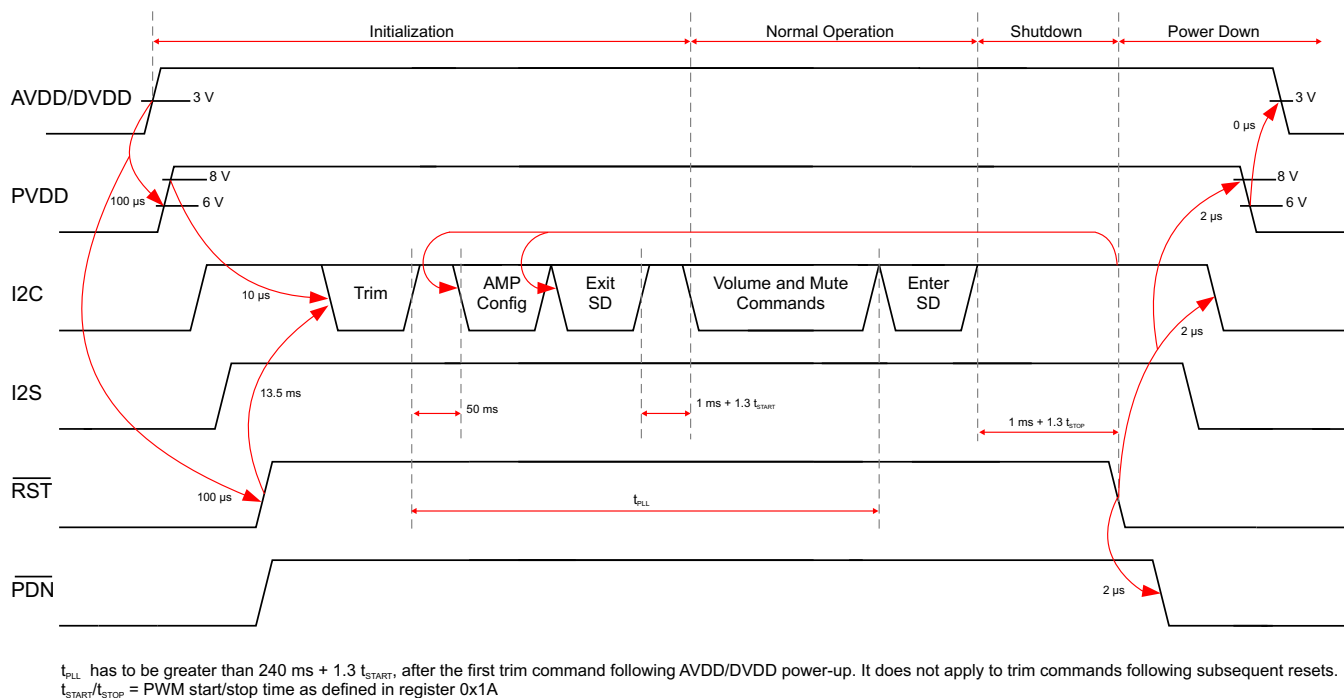 Initialization
Normal Operation
Shutdown
Power Down
AVDD/DVDD
3 V
3 V
0 µs
PVDD
8 V
100 µs
6 V
8 V
2 µs
6 V
I2C
10 µs
Trim
AMP
Config
Exit
SD
Volume and Mute
Commands
Enter
SD
2 µs
I2S
13.5 ms
50 ms
1 ms + 1.3 tSTART
1 ms + 1.3 tSTOP
RST
100 µs
tPLL
PDN
2 µs
tPLL has to be greater than 240 ms + 1.3 tSTART, after the first trim command following AVDD/DVDD power-up. It does not apply to trim commands following subsequent resets.
tSTART/tSTOP = PWM start/stop time as defined in register 0x1A